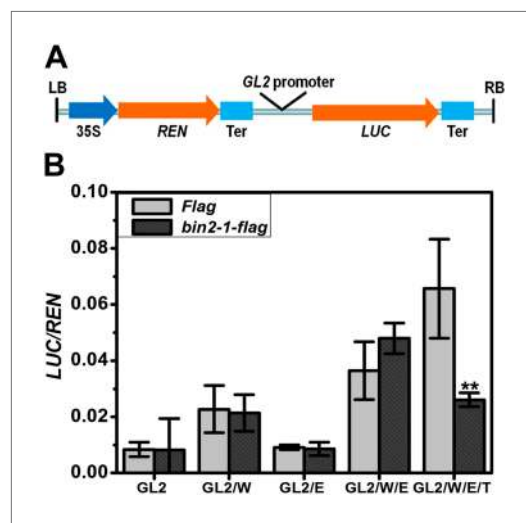 A
LB
GL2 promoter
RB
35S
REN
Ter
LUC
Ter
B
0.10
0.08
0.06
0.04
0.02
0.00
LUC/REN
Flag
bin2-1-flag
**
GL2
GL2/W
GL2/E
GL2/W/E
GL2/W/E/T